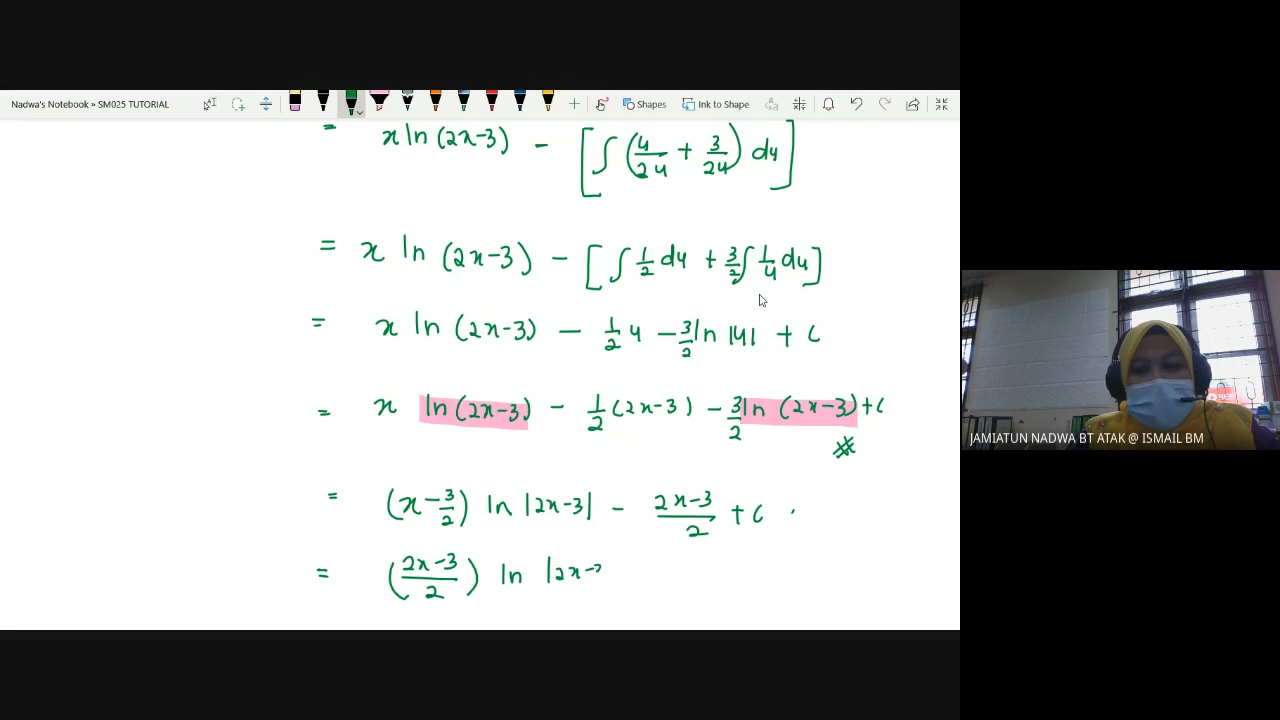 Nadwa's Notebook » SM025 TUTORIAL
Shapes
Ink to Shape
= x ln (2x-3) - [∫ (u/2u + 3/2u) du]
= x ln (2x-3) - [∫ 1/2 du + 3/2 ∫ 1/u du]
= x ln (2x-3) - 1/2 u - 3/2 ln |u| + c
= x ln (2x-3) - 1/2 (2x-3) - 3/2 ln (2x-3) + c
= (x - 3/2) ln |2x-3| - (2x-3)/2 + c
= ((2x-3)/2) ln |2x-
JAMIATUN NADWA BT ATAK @ ISMAIL BM